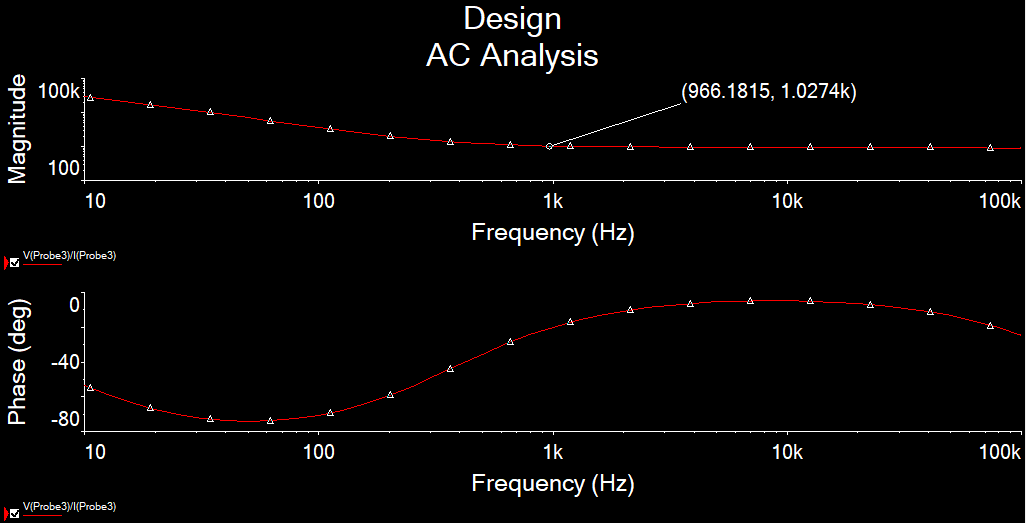 Design
AC Analysis
Magnitude
100k
100
(966.1815, 1.0274k)
10 100 1k 10k 100k
Frequency (Hz)
V(Probe3)/I(Probe3)
Phase (deg)
0
-40
-80
10 100 1k 10k 100k
Frequency (Hz)
V(Probe3)/I(Probe3)